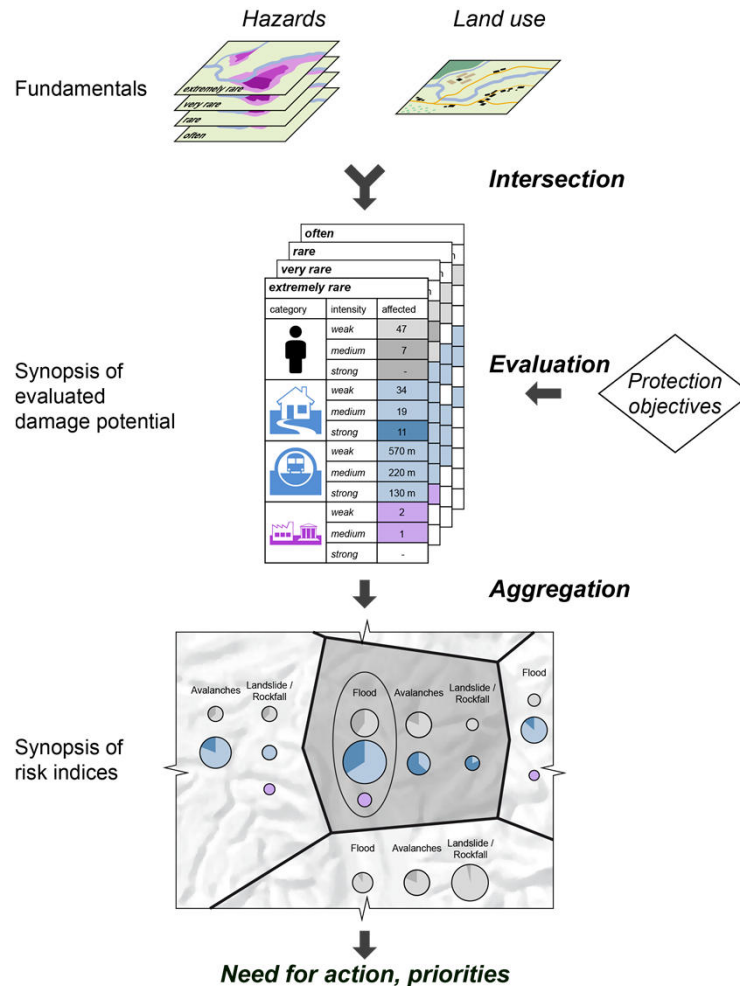 Hazards
Land use
Fundamentals
extremely rare
very rare
rare
often
Intersection
often
rare
very rare
extremely rare
category intensity affected
weak 47
medium 7
strong -
weak 34
medium 19
strong 11
weak 570 m
medium 220 m
strong 130 m
weak 2
medium 1
strong -
Synopsis of
evaluated
damage potential
Evaluation
Protection
objectives
Aggregation
Synopsis of
risk indices
Avalanches
Landslide /
Rockfall
Flood
Avalanches
Landslide /
Rockfall
Flood
Flood
Avalanches
Landslide /
Rockfall
Need for action, priorities